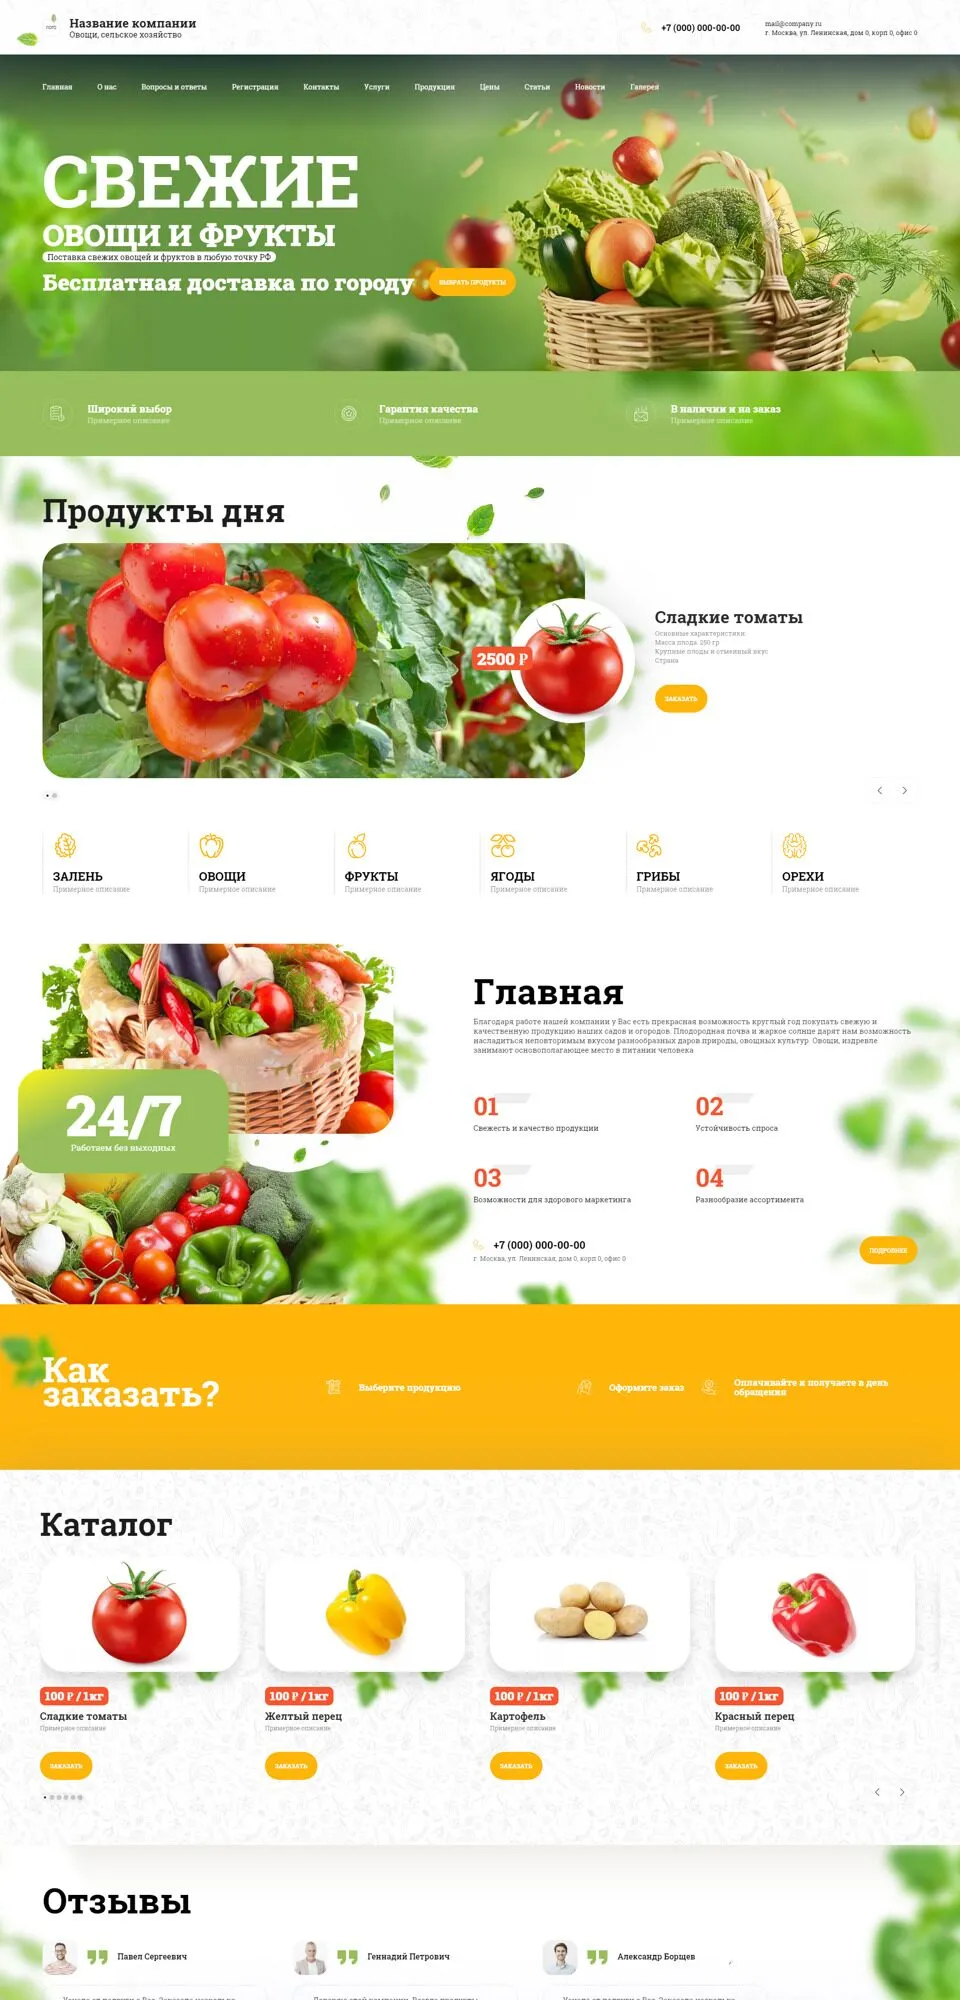 ЛОГО
Название компании
Овощи, сельское хозяйство
+7 (000) 000-00-00
mail@company.ru
г. Москва, ул. Ленинская, дом 0, корп 0, офис 0
Главная
О нас
Вопросы и ответы
Регистрация
Контакты
Услуги
Продукция
Цены
Статьи
Новости
Галерея
СВЕЖИЕ
ОВОЩИ И ФРУКТЫ
Поставка свежих овощей и фруктов в любую точку РФ
Бесплатная доставка по городу
ВЫБРАТЬ ПРОДУКТЫ
Широкий выбор
Примерное описание
Гарантия качества
Примерное описание
В наличии и на заказ
Примерное описание
Продукты дня
2500 ₽
Сладкие томаты
Основные характеристики:
Масса плода: 250 гр
Крупные плоды и отменный вкус
Страна
ЗАКАЗАТЬ
ЗАЛЕНЬ
Примерное описание
ОВОЩИ
Примерное описание
ФРУКТЫ
Примерное описание
ЯГОДЫ
Примерное описание
ГРИБЫ
Примерное описание
ОРЕХИ
Примерное описание
24/7
Работаем без выходных
Главная
Благодаря работе нашей компании у Вас есть прекрасная возможность круглый год покупать свежую и
качественную продукцию наших садов и огородов. Плодородная почва и жаркое солнце дарят нам возможность
насладиться неповторимым вкусом разнообразных даров природы, овощных культур. Овощи, издревле
занимают основополагающее место в питании человека
01
Свежесть и качество продукции
02
Устойчивость спроса
03
Возможности для здорового маркетинга
04
Разнообразие ассортимента
+7 (000) 000-00-00
г. Москва, ул. Ленинская, дом 0, корп 0, офис 0
ПОДРОБНЕЕ
Как
заказать?
Выберите продукцию
Оформите заказ
Оплачивайте и получаете в день
обращения
Каталог
100 ₽ / 1кг
Сладкие томаты
Примерное описание
ЗАКАЗАТЬ
100 ₽ / 1кг
Желтый перец
Примерное описание
ЗАКАЗАТЬ
100 ₽ / 1кг
Картофель
Примерное описание
ЗАКАЗАТЬ
100 ₽ / 1кг
Красный перец
Примерное описание
ЗАКАЗАТЬ
Отзывы
Павел Сергеевич
Геннадий Петрович
Александр Борщев